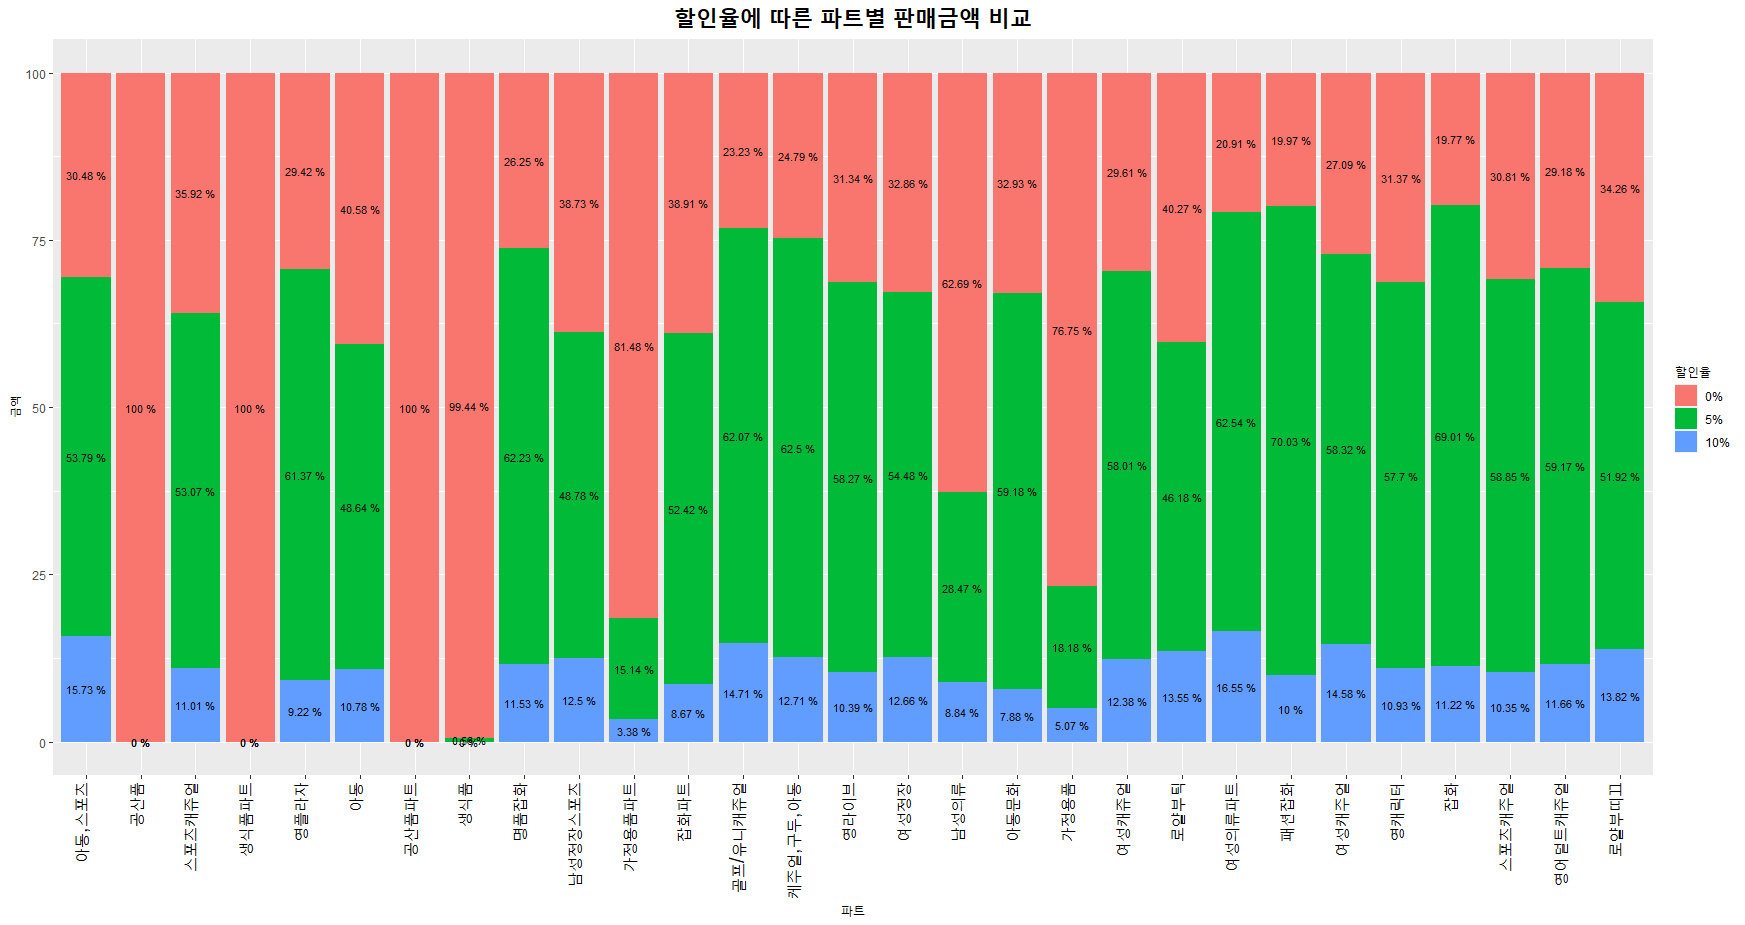 할인율에 따른 파트별 판매금액 비교
금액
100
75
50
25
0
30.48 %
53.79 %
15.73 %
100 %
0 %
35.92 %
53.07 %
11.01 %
100 %
0 %
29.42 %
61.37 %
9.22 %
40.58 %
48.64 %
10.78 %
100 %
0 %
99.44 %
0 %
26.25 %
62.23 %
11.53 %
38.73 %
48.78 %
12.5 %
81.48 %
15.14 %
3.38 %
38.91 %
52.42 %
8.67 %
23.23 %
62.07 %
14.71 %
24.79 %
62.5 %
12.71 %
31.34 %
58.27 %
10.39 %
32.86 %
54.48 %
12.66 %
62.69 %
28.47 %
8.84 %
32.93 %
59.18 %
7.88 %
76.75 %
18.18 %
5.07 %
29.61 %
58.01 %
12.38 %
40.27 %
46.18 %
13.55 %
20.91 %
62.54 %
16.55 %
19.97 %
70.03 %
10 %
27.09 %
58.32 %
14.58 %
31.37 %
57.7 %
10.93 %
19.77 %
69.01 %
11.22 %
30.81 %
58.85 %
10.35 %
29.18 %
59.17 %
11.66 %
34.26 %
51.92 %
13.82 %
아동,스포즈
공산품
스포즈캐쥬얼
생식품파트
영플라자
아동
공산품파트
생식품
명품잡화
남성정장스포즈
가정용품파트
잡화파트
골프/유니캐쥬얼
케주얼,구두,아동
영라이브
여성정장
남성의류
아동문화
가정용품
여성캐쥬얼
로얄부틱
여성의류파트
패션잡화
여성캐주얼
영캐릭터
잡화
스포츠캐주얼
영어덜트캐쥬얼
로얄부띠끄
파트
할인율
0%
5%
10%